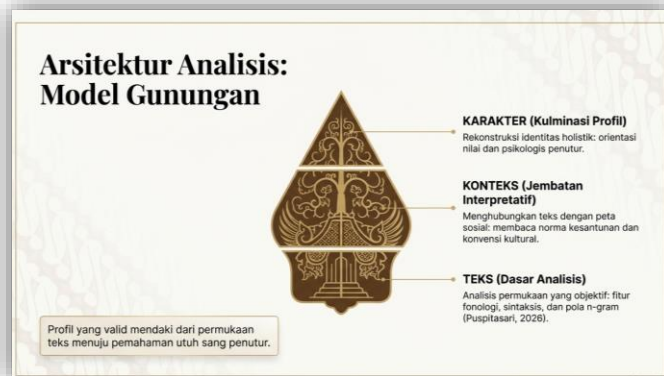 Arsitektur Analisis:
Model Gunungan
KARAKTER (Kulminasi Profil)
Rekonstruksi identitas holistik: orientasi
nilai dan psikologis penutur.
KONTEKS (Jembatan
Interpretatif)
Menghubungkan teks dengan peta
sosial: membaca norma kesantunan dan
konvensi kultural.
TEKS (Dasar Analisis)
Analisis permukaan yang objektif: fitur
fonologi, sintaksis, dan pola n-gram
(Puspitasari, 2026).
Profil yang valid mendaki dari permukaan
teks menuju pemahaman utuh sang penutur.